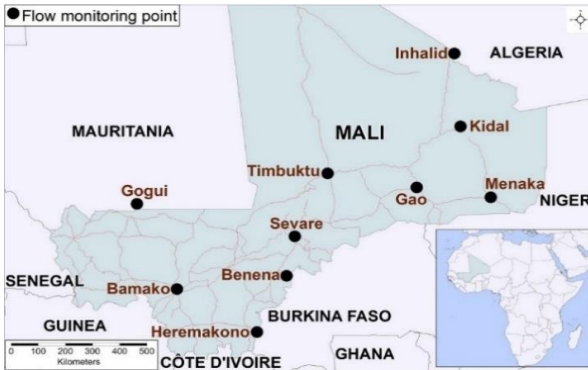 Flow monitoring point
Inhalid
ALGERIA
MAURITANIA
MALI
Kidal
Timbuktu
Gogui
Gao
Menaka
NIGER
Sevare
SENEGAL
Bamako
Benena
BURKINA FASO
GUINEA
Heremakono
GHANA
0 100 200 300 400 500
Kilometers
CÔTE D'IVOIRE